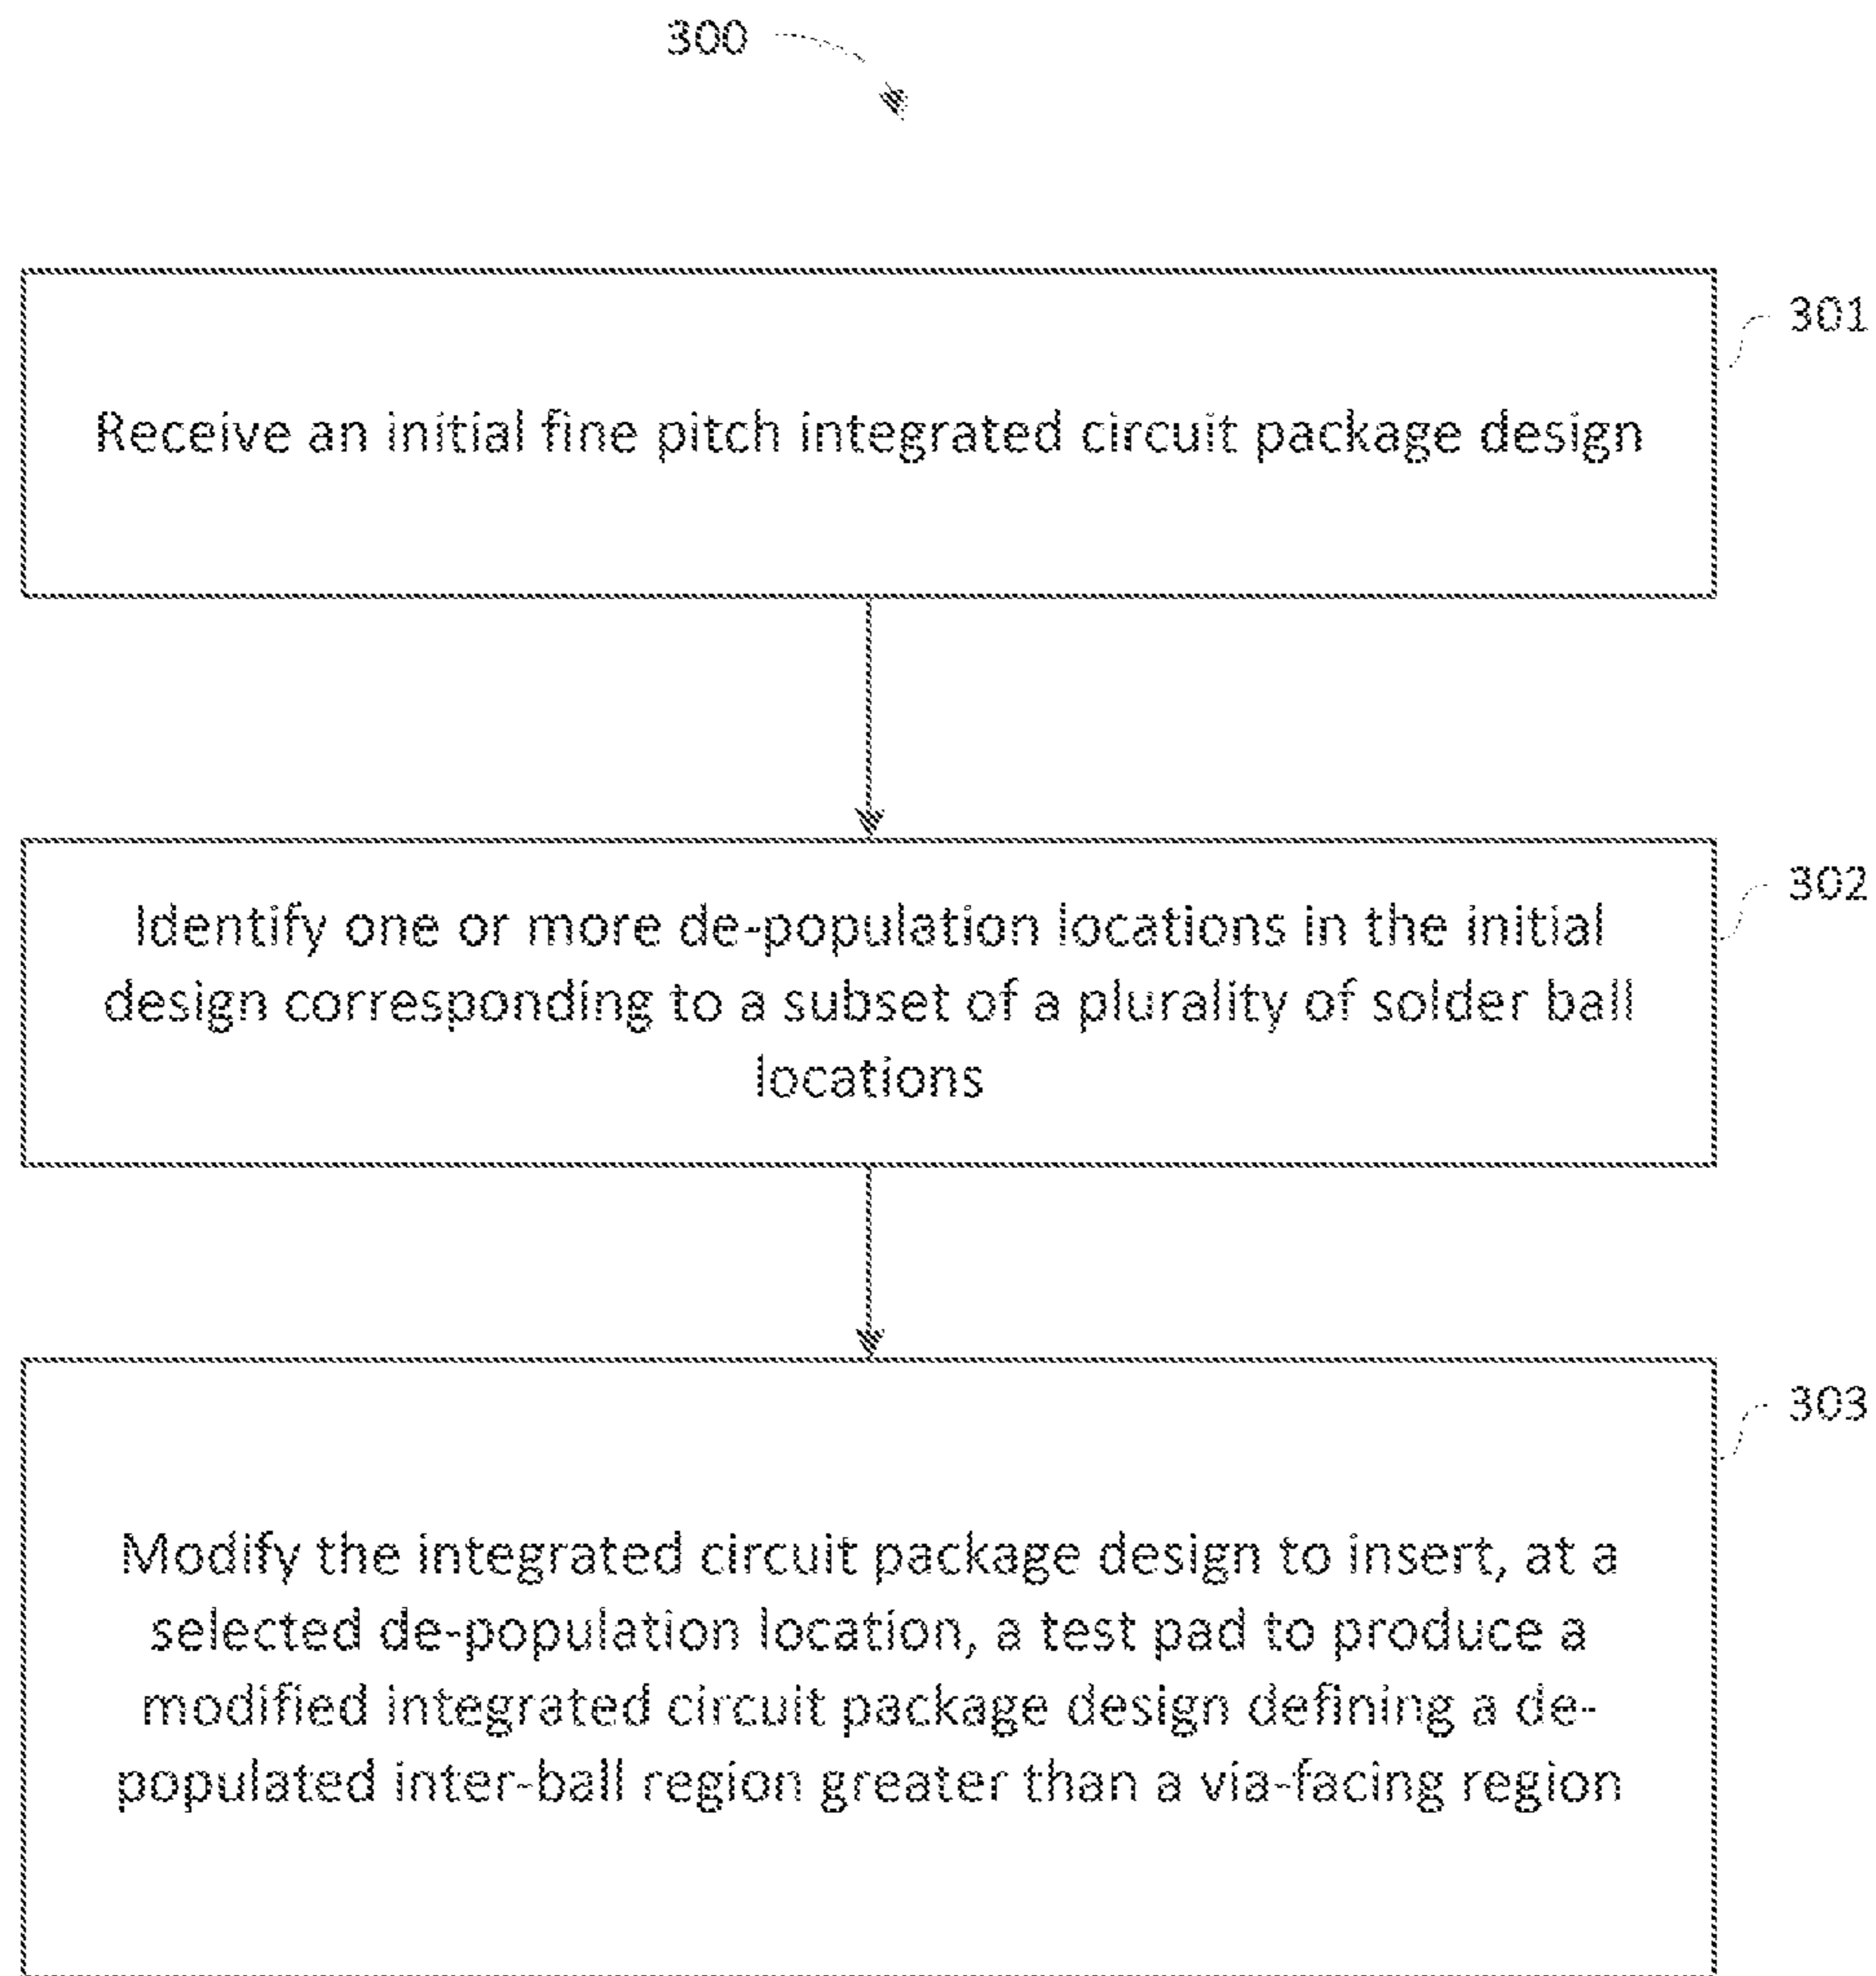 300
301
Receive an initial fine pitch integrated circuit package design
302
Identify one or more de-population locations in the initial
design corresponding to a subset of a plurality of solder ball
locations
303
Modify the integrated circuit package design to insert, at a
selected de-population location, a test pad to produce a
modified integrated circuit package design defining a de-
populated inter-ball region greater than a via-facing region